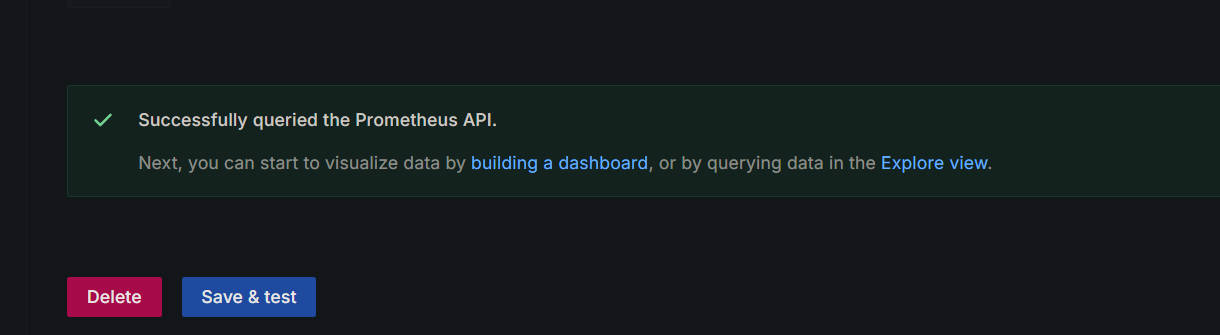 Successfully queried the Prometheus API.
Next, you can start to visualize data by building a dashboard, or by querying data in the Explore view.
Delete
Save & test